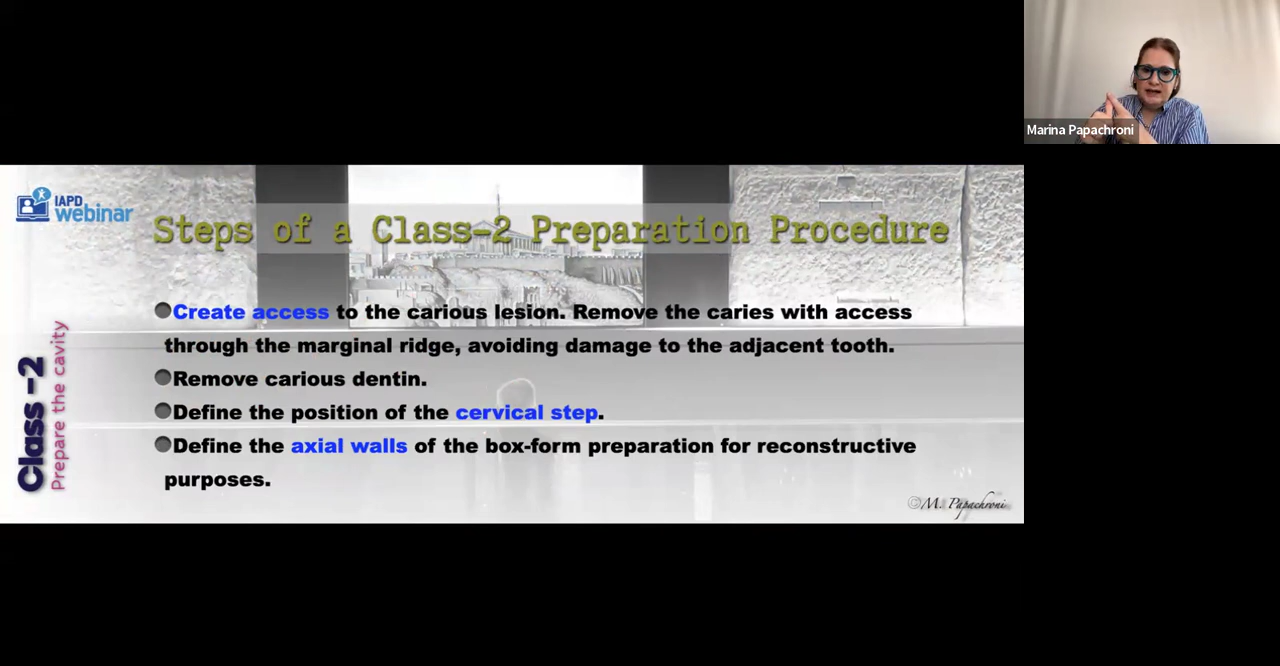 Marina Papachroni
IAPD
webinar
Steps of a Class-2 Preparation Procedure
Create access to the carious lesion. Remove the caries with access
through the marginal ridge, avoiding damage to the adjacent tooth.
Remove carious dentin.
Define the position of the cervical step.
Define the axial walls of the box-form preparation for reconstructive
purposes.
Class -2
Prepare the cavity
©M. Papachroni